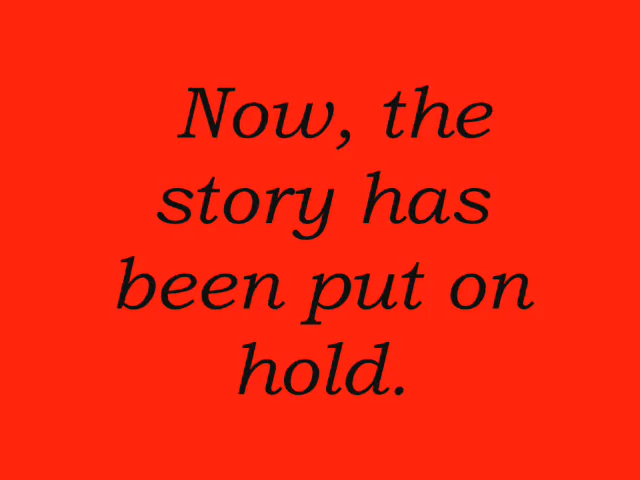 Now, the
story has
been put on
hold.